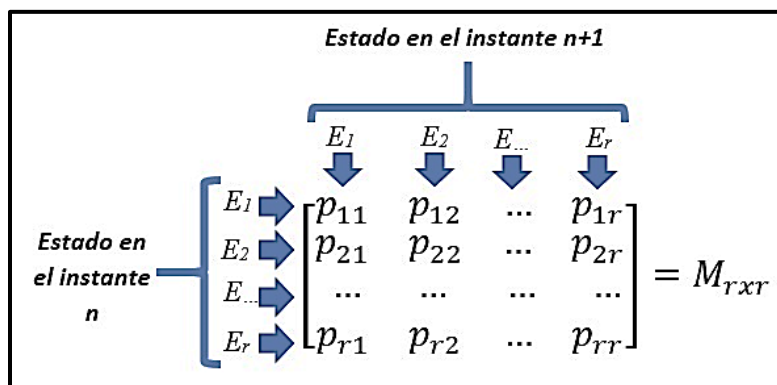 Estado en el instante n+1
E1 E2 E... Er
E1 p11 p12 ... p1r
E2 p21 p22 ... p2r
Estado en
el instante
n
E... ... ... ... ...
Er pr1 pr2 ... prr
= Mrxr